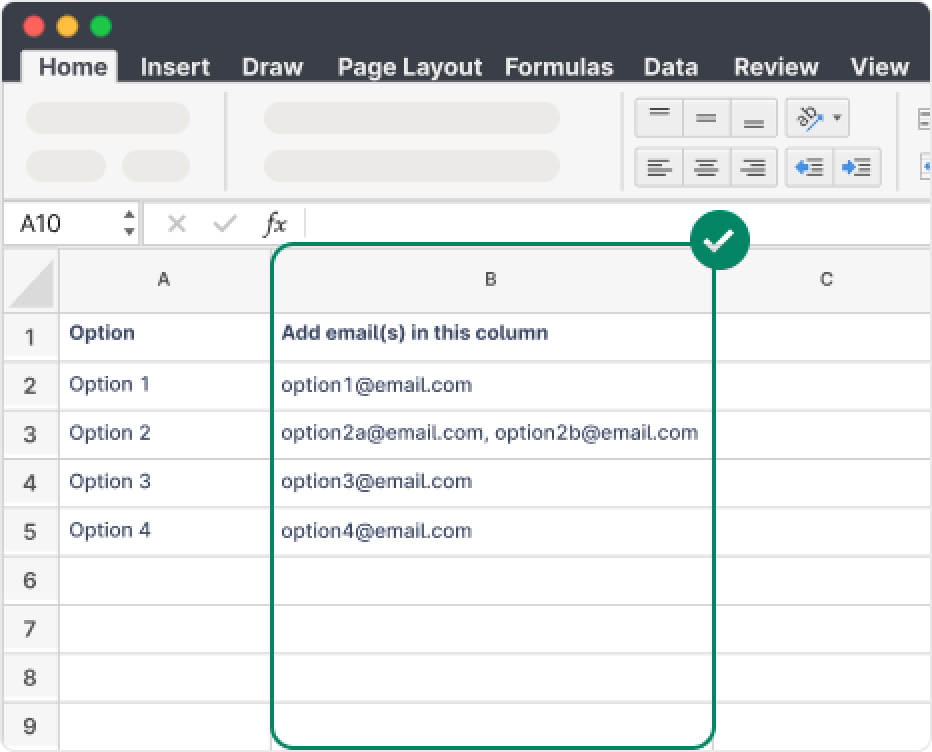 Home Insert Draw Page Layout Formulas Data Review View
ab
A10 fx
A B C
1 Option Add email(s) in this column
2 Option 1 option1@email.com
3 Option 2 option2a@email.com, option2b@email.com
4 Option 3 option3@email.com
5 Option 4 option4@email.com
6
7
8
9